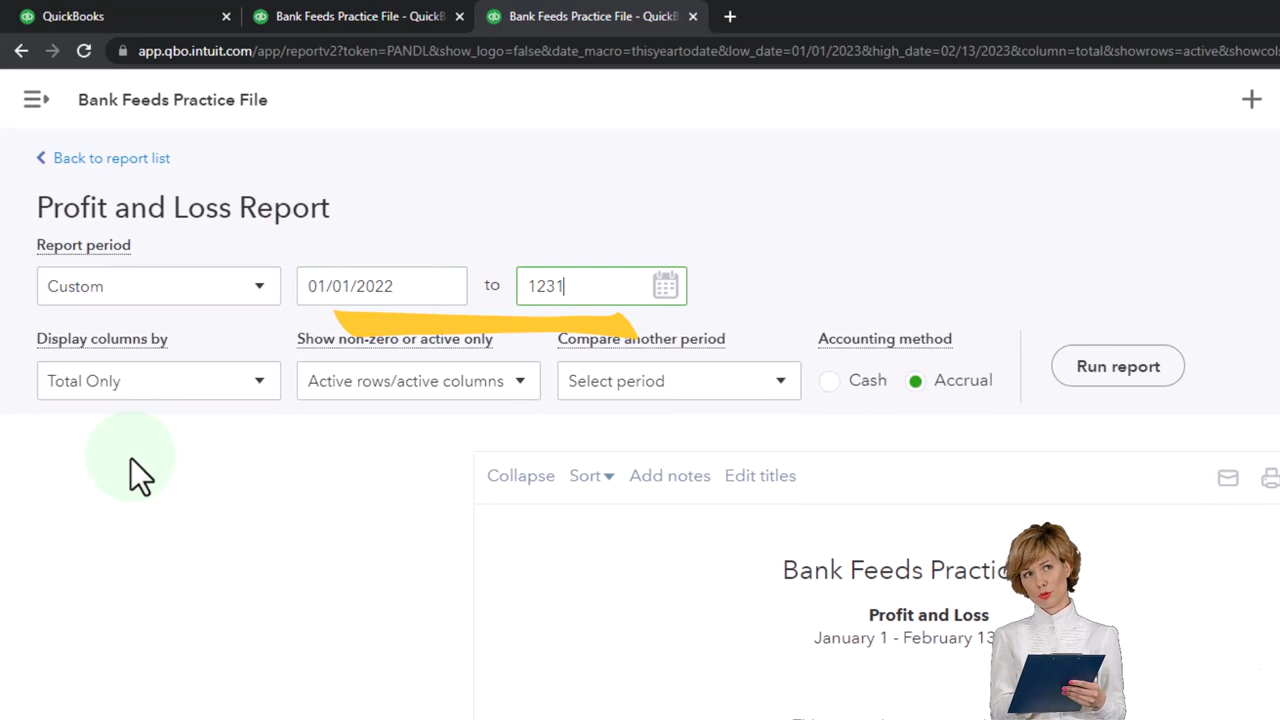 QuickBooks
Bank Feeds Practice File - QuickB
Bank Feeds Practice File - QuickB
app.qbo.intuit.com/app/reportv2?token=PANDL&show_logo=false&date_macro=thisyeartodate&low_date=01/01/2023&high_date=02/13/2023&column=total&showrows=active&showcols
Bank Feeds Practice File
Back to report list
Profit and Loss Report
Report period
Custom 01/01/2022 to 1231
Display columns by Show non-zero or active only Compare another period Accounting method
Total Only Active rows/active columns Select period Cash Accrual Run report
Collapse Sort Add notes Edit titles
Bank Feeds Practic
Profit and Loss
January 1 - February 13